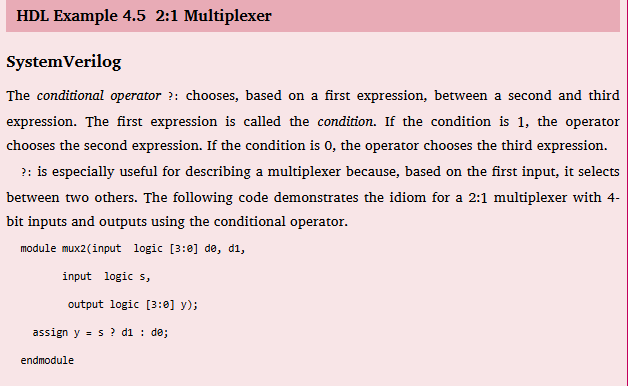 HDL Example 4.5 2:1 Multiplexer
SystemVerilog
The conditional operator ?: chooses, based on a first expression, between a second and third
expression. The first expression is called the condition. If the condition is 1, the operator
chooses the second expression. If the condition is 0, the operator chooses the third expression.
?: is especially useful for describing a multiplexer because, based on the first input, it selects
between two others. The following code demonstrates the idiom for a 2:1 multiplexer with 4-
bit inputs and outputs using the conditional operator.
module mux2(input logic [3:0] d0, d1,
input logic s,
output logic [3:0] y);
assign y = s ? d1 : d0;
endmodule